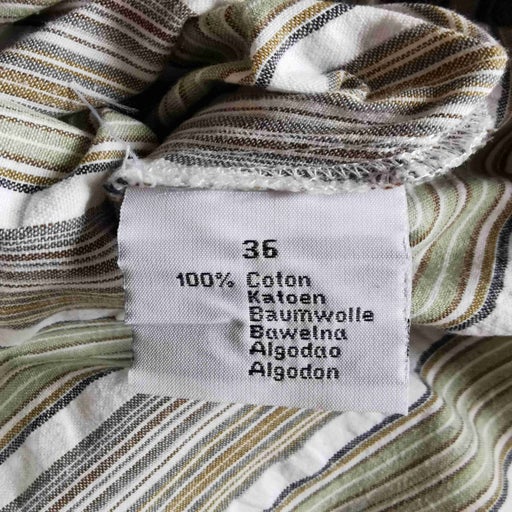 36
100% Coton
Katoen
Baumwolle
Bawelna
Algodao
Algodon